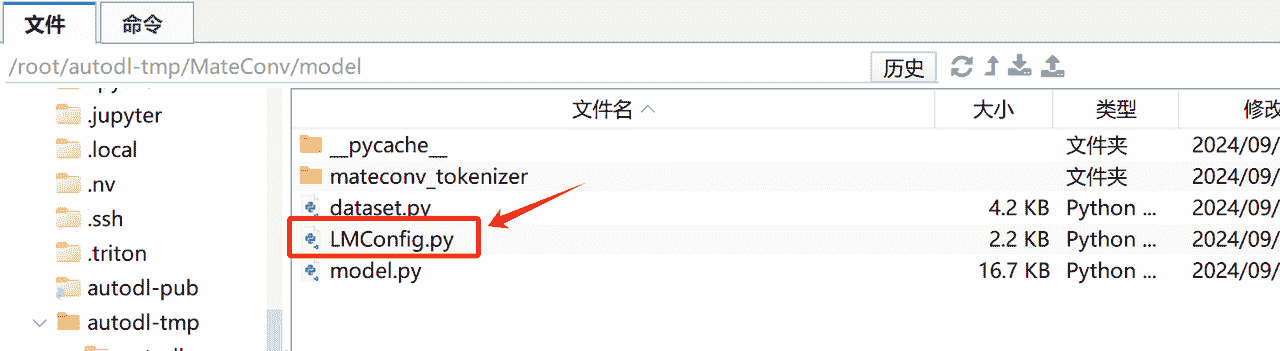 文件 命令
/root/autodl-tmp/MateConv/model 历史
文件名 大小 类型 修改
.jupyter
.local
.nv
.ssh
.triton
autodl-pub
autodl-tmp
__pycache__ 文件夹 2024/09/
mateconv_tokenizer 文件夹 2024/09/
dataset.py 4.2 KB Python ... 2024/09/
LMConfig.py 2.2 KB Python ... 2024/09/
model.py 16.7 KB Python ... 2024/09/